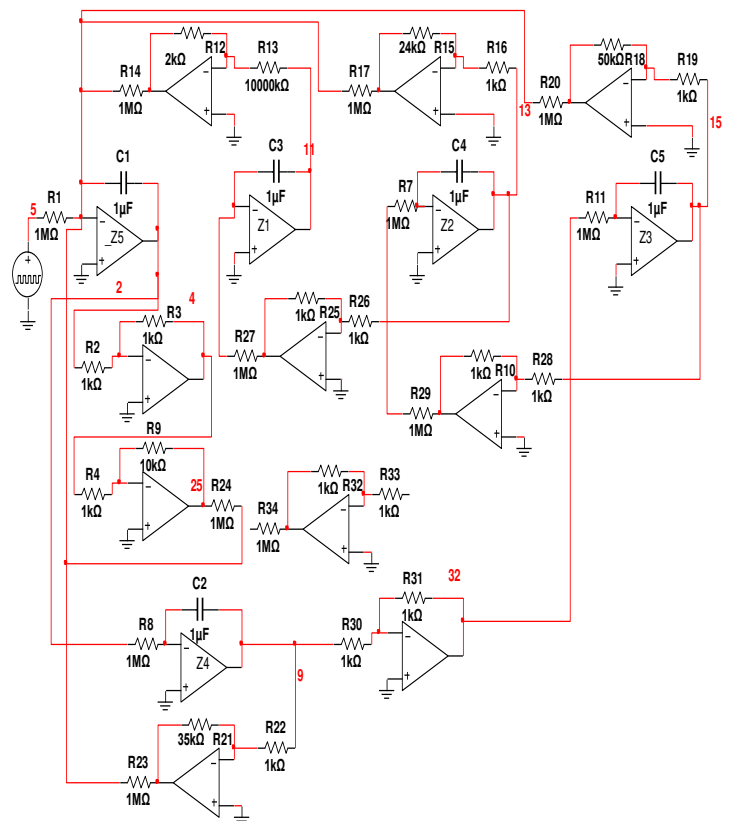 R12
2kΩ
R13
10000kΩ
R14
1MΩ
24kΩ
R15
R16
1kΩ
R17
1MΩ
50kΩ
R18
R19
1kΩ
R20
1MΩ
11
13
15
C1
1µF
C3
1µF
C4
1µF
C5
1µF
5
R1
1MΩ
_Z5
Z1
R7
1MΩ
Z2
R11
1MΩ
Z3
2
4
R3
1kΩ
R2
1kΩ
1kΩ
R25
R26
1kΩ
R27
1MΩ
1kΩ
R10
R28
1kΩ
R29
1MΩ
R9
10kΩ
R4
1kΩ
25
R24
1MΩ
1kΩ
R32
R33
1kΩ
R34
1MΩ
C2
1µF
R8
1MΩ
Z4
9
R30
1kΩ
R31
1kΩ
32
35kΩ
R21
R22
1kΩ
R23
1MΩ